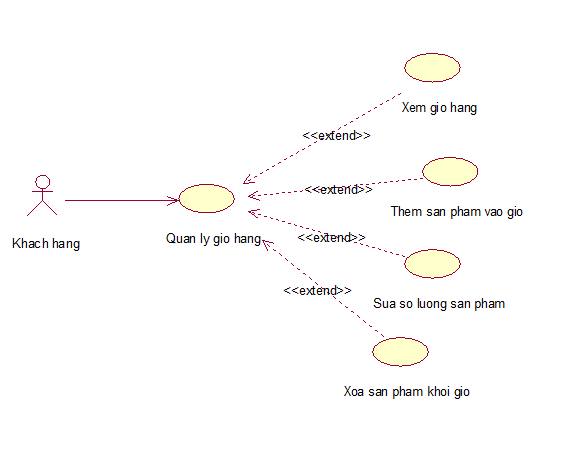 Xem gio hang
<<extend>>
<<extend>>
Them san pham vao gio
Khach hang
Quan ly gio hang
<<extend>>
<<extend>>
Sua so luong san pham
Xoa san pham khoi gio